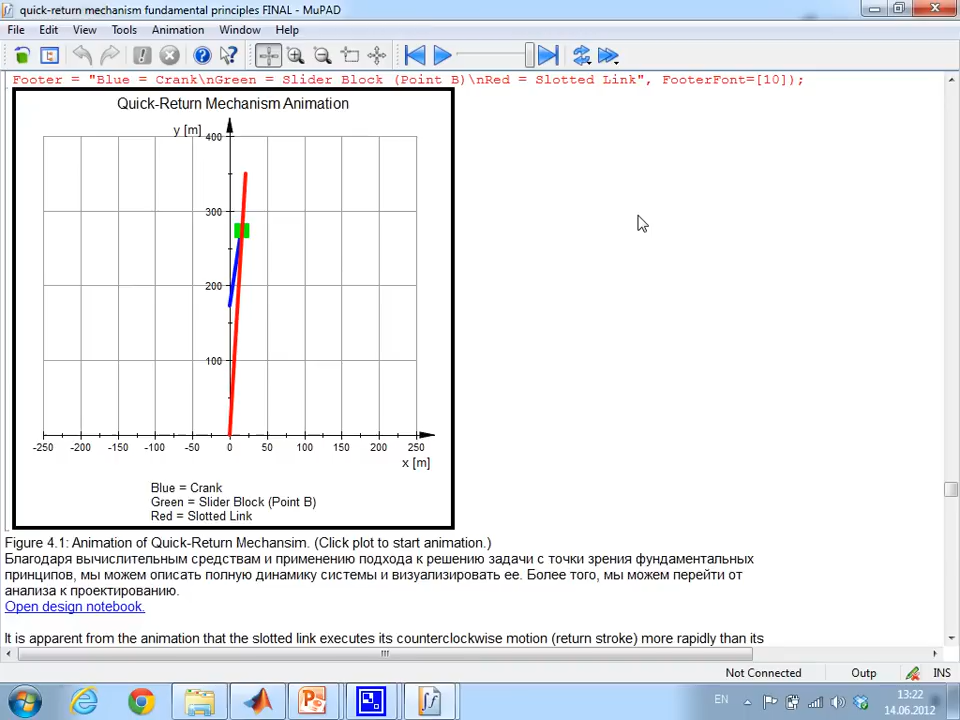 quick-return mechanism fundamental principles FINAL - MuPAD
File Edit View Tools Animation Window Help
Footer = "Blue = Crank\nGreen = Slider Block (Point B)\nRed = Slotted Link", FooterFont=[10]);
Quick-Return Mechanism Animation
y [m]
400
300
200
100
-250 -200 -150 -100 -50 0 50 100 150 200 250
x [m]
Blue = Crank
Green = Slider Block (Point B)
Red = Slotted Link
Figure 4.1: Animation of Quick-Return Mechansim. (Click plot to start animation.)
Благодаря вычислительным средствам и применению подхода к решению задачи с точки зрения фундаментальных
принципов, мы можем описать полную динамику системы и визуализировать ее. Более того, мы можем перейти от
анализа к проектированию.
Open design notebook.
It is apparent from the animation that the slotted link executes its counterclockwise motion (return stroke) more rapidly than its
Not Connected Outp INS
EN 13:22
14.06.2012